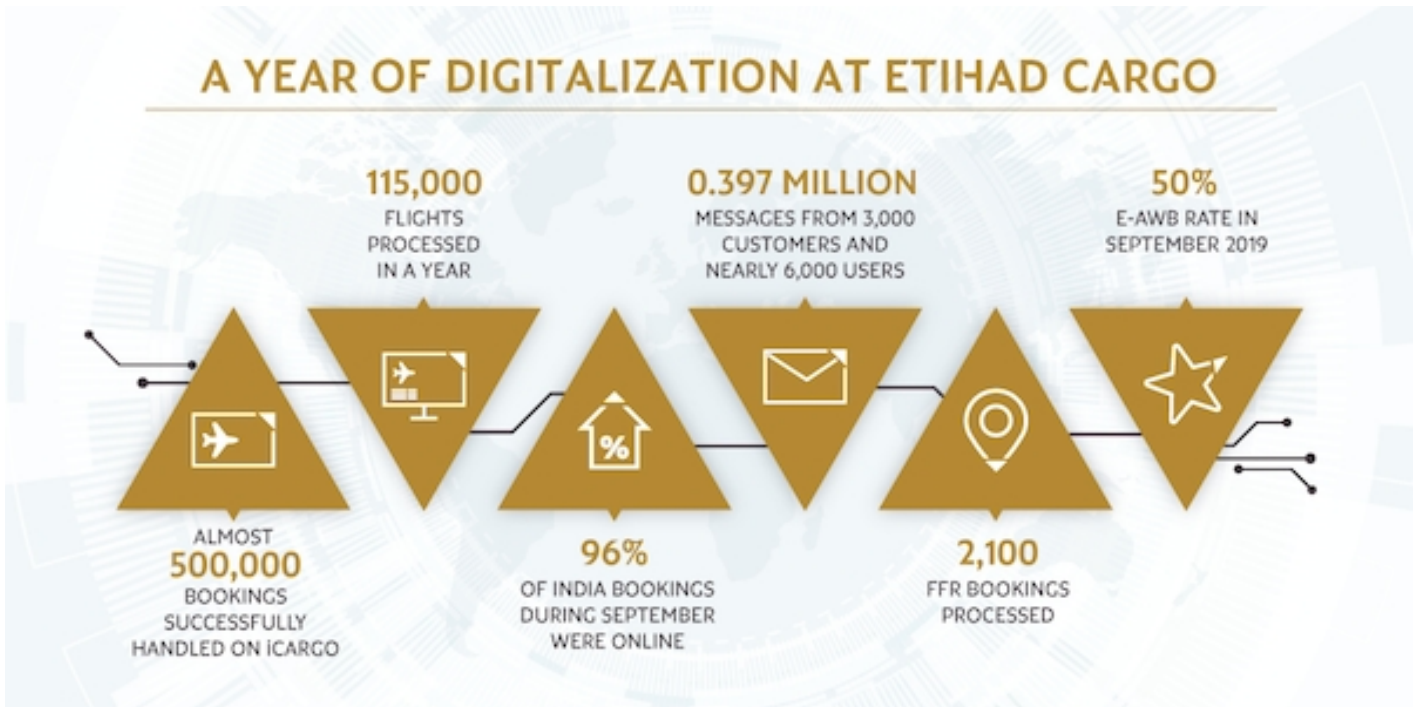 A YEAR OF DIGITALIZATION AT ETIHAD CARGO
115,000
FLIGHTS
PROCESSED
IN A YEAR
0.397 MILLION
MESSAGES FROM 3,000
CUSTOMERS AND
NEARLY 6,000 USERS
50%
E-AWB RATE IN
SEPTEMBER 2019
%
ALMOST
500,000
BOOKINGS
SUCCESSFULLY
HANDLED ON iCARGO
96%
OF INDIA BOOKINGS
DURING SEPTEMBER
WERE ONLINE
2,100
FFR BOOKINGS
PROCESSED